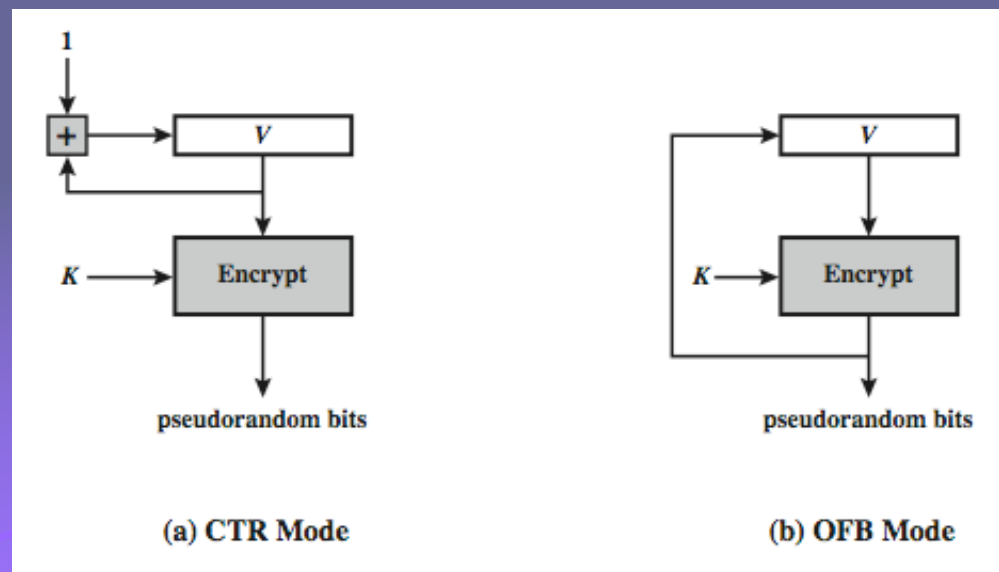 1
+
V
K
Encrypt
pseudorandom bits
(a) CTR Mode
V
K
Encrypt
pseudorandom bits
(b) OFB Mode